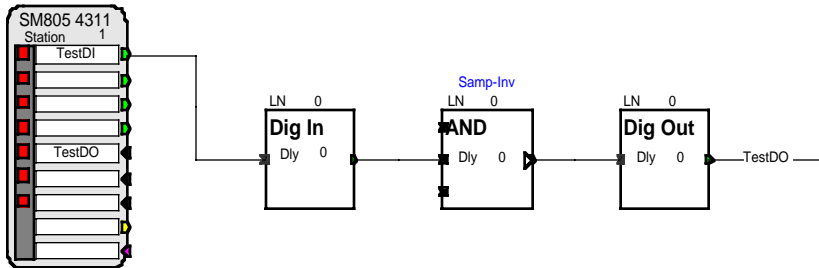 SM805 4311
Station 1
TestDI
TestDO
LN 0
Dig In
Dly 0
Samp-Inv
LN 0
AND
Dly 0
LN 0
Dig Out
Dly 0
TestDO